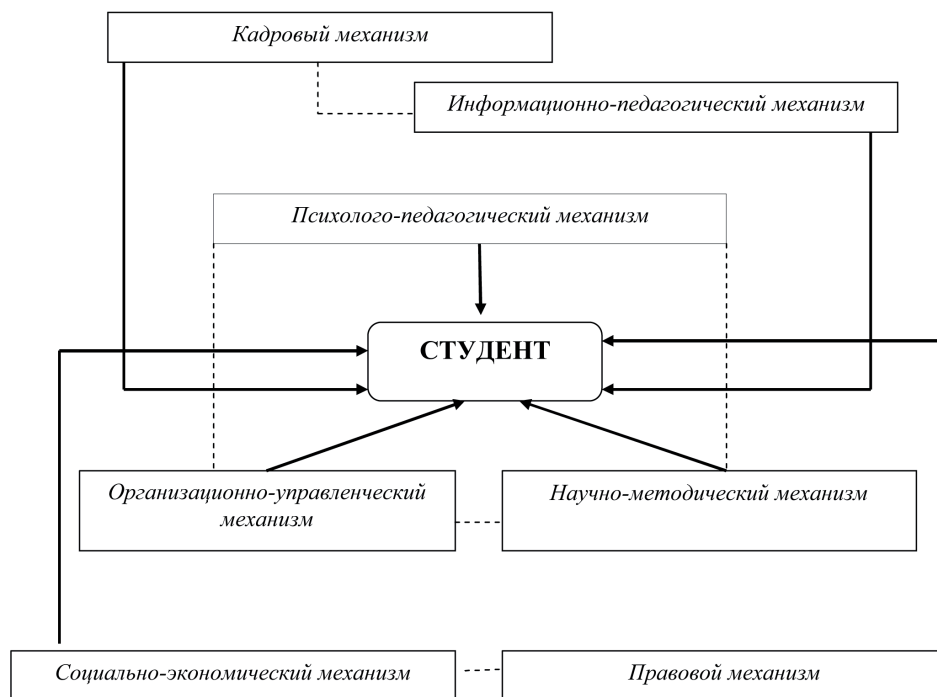 Кадровый механизм
Информационно-педагогический механизм
Психолого-педагогический механизм
СТУДЕНТ
Организационно-управленческий
механизм
Научно-методический механизм
Социально-экономический механизм
Правовой механизм